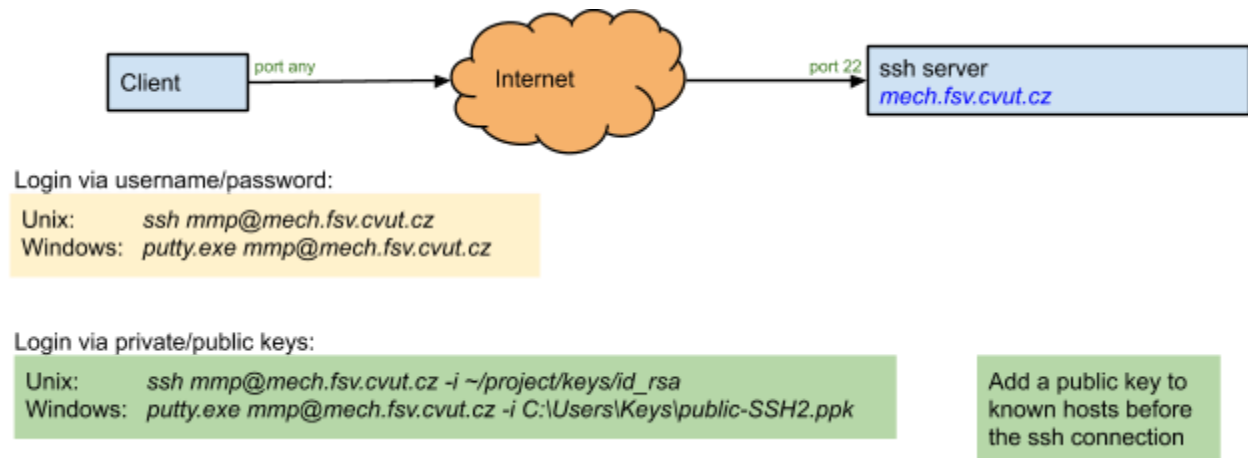 Client
port any
Internet
port 22
ssh server
mech.fsv.cvut.cz
Login via username/password:
Unix: ssh mmp@mech.fsv.cvut.cz
Windows: putty.exe mmp@mech.fsv.cvut.cz
Login via private/public keys:
Unix: ssh mmp@mech.fsv.cvut.cz -i ~/project/keys/id_rsa
Windows: putty.exe mmp@mech.fsv.cvut.cz -i C:\Users\Keys\public-SSH2.ppk
Add a public key to
known hosts before
the ssh connection